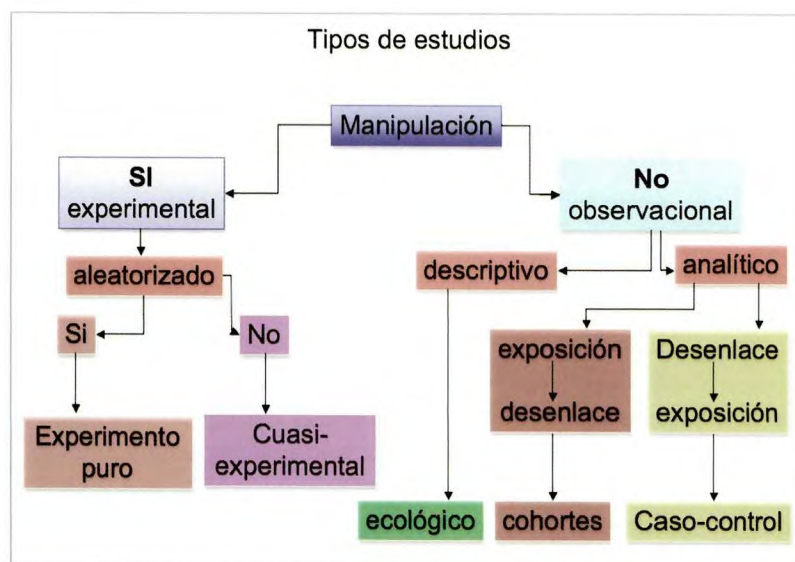 Tipos de estudios
Manipulación
SI
experimental
No
observacional
aleatorizado
descriptivo
analítico
Si
No
exposición
desenlace
Desenlace
exposición
Experimento
puro
Cuasi-
experimental
ecológico
cohortes
Caso-control